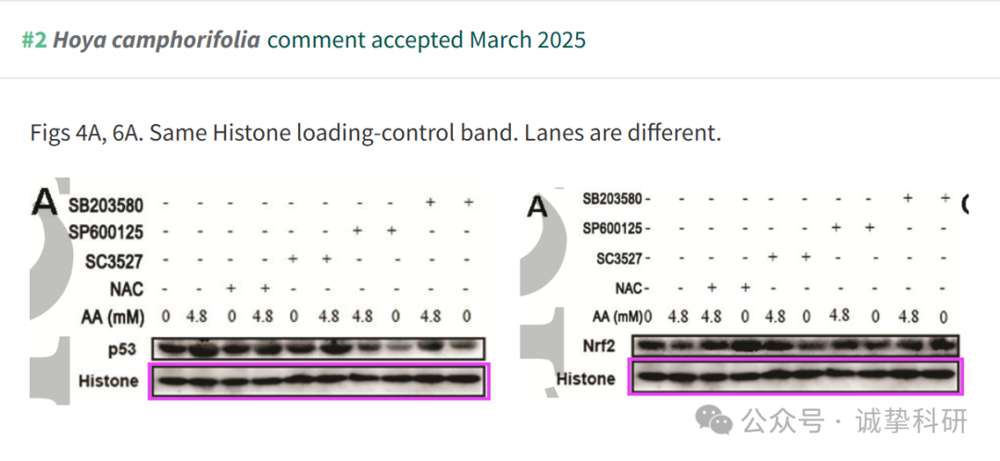 #2 Hoya camphorifolia comment accepted March 2025
Figs 4A, 6A. Same Histone loading-control band. Lanes are different.
A
SB203580 - - - - - - - - + +
SP600125 - - - - - - + + - -
SC3527 - - - - + + - - - -
NAC - - + + - - - - - -
AA (mM) 0 4.8 0 4.8 0 4.8 4.8 0 4.8 0
p53
Histone
A
SB203580 - - - - - - - - + +
SP600125 - - - - - - + + - -
SC3527 - - - - + + - - - -
NAC - - + + - - - - - -
AA (mM) 0 4.8 4.8 0 4.8 0 4.8 0 4.8 0
Nrf2
Histone
公众号 · 诚挚科研